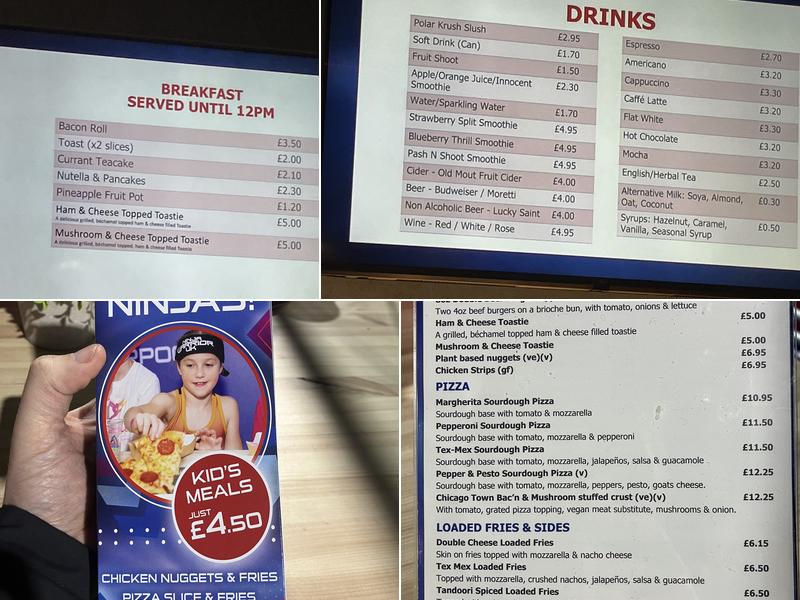 BREAKFAST
SERVED UNTIL 12PM
Bacon Roll £3.50
Toast (x2 slices) £2.00
Currant Teacake £2.10
Nutella & Pancakes £2.30
Pineapple Fruit Pot £1.20
Ham & Cheese Topped Toastie £5.00
A delicious grilled, béchamel topped ham & cheese filled Toastie
Mushroom & Cheese Topped Toastie £5.00
A delicious grilled, béchamel topped, ham & cheese filled Toastie
DRINKS
Polar Krush Slush £2.95
Soft Drink (Can) £1.70
Fruit Shoot £1.50
Apple/Orange Juice/Innocent £2.30
Smoothie
Water/Sparkling Water £1.70
Strawberry Split Smoothie £4.95
Blueberry Thrill Smoothie £4.95
Pash N Shoot Smoothie £4.95
Cider - Old Mout Fruit Cider £4.00
Beer - Budweiser / Moretti £4.00
Non Alcoholic Beer - Lucky Saint £4.00
Wine - Red / White / Rose £4.95
Espresso £2.70
Americano £3.20
Cappuccino £3.30
Caffé Latte £3.20
Flat White £3.30
Hot Chocolate £3.20
Mocha £3.20
English/Herbal Tea £2.50
Alternative Milk: Soya, Almond, £0.30
Oat, Coconut
Syrups: Hazelnut, Caramel, £0.50
Vanilla, Seasonal Syrup
NINJAS!
KID'S
MEALS
JUST
£4.50
CHICKEN NUGGETS & FRIES
PIZZA SLICE & FRIES
Two 4oz beef burgers on a brioche bun, with tomato, onions & lettuce
Ham & Cheese Toastie £5.00
A grilled, béchamel topped ham & cheese filled toastie
Mushroom & Cheese Toastie £5.00
Plant based nuggets (ve)(v) £6.95
Chicken Strips (gf) £6.95
PIZZA
Margherita Sourdough Pizza £10.95
Sourdough base with tomato & mozzarella
Pepperoni Sourdough Pizza £11.50
Sourdough base with tomato, mozzarella & pepperoni
Tex-Mex Sourdough Pizza £11.50
Sourdough base with tomato, mozzarella, jalapeños, salsa & guacamole
Pepper & Pesto Sourdough Pizza (v) £12.25
Sourdough base with tomato, mozzarella, peppers, pesto, goats cheese.
Chicago Town Bac'n & Mushroom stuffed crust (ve)(v) £12.25
With tomato, grated pizza topping, vegan meat substitute, mushrooms & onion.
LOADED FRIES & SIDES
Double Cheese Loaded Fries £6.15
Skin on fries topped with mozzarella & nacho cheese
Tex Mex Loaded Fries £6.50
Topped with mozzarella, crushed nachos, jalapeños, salsa & guacamole
Tandoori Spiced Loaded Fries £6.50